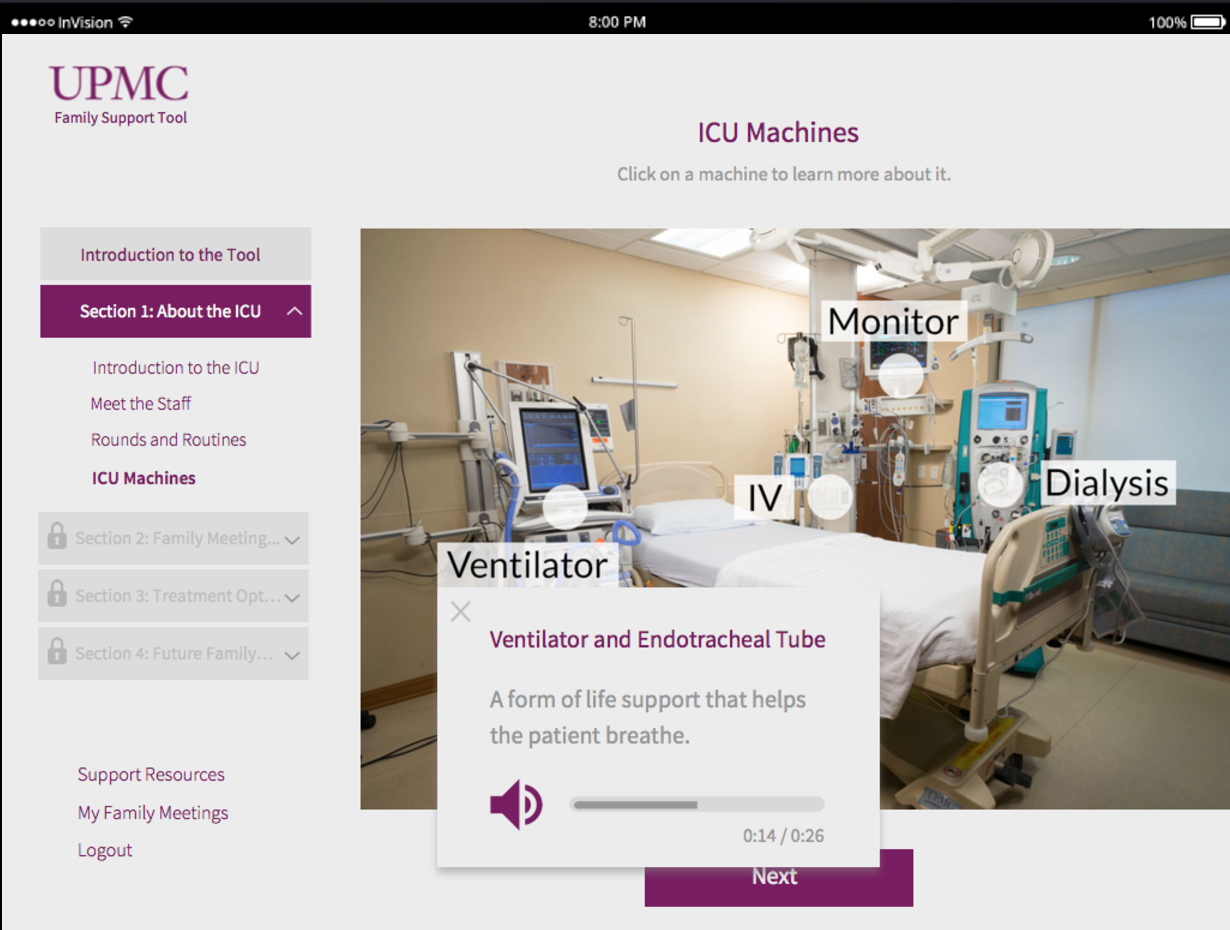 InVision
8:00 PM
100%
UPMC
Family Support Tool
ICU Machines
Click on a machine to learn more about it.
Introduction to the Tool
Section 1: About the ICU
Introduction to the ICU
Meet the Staff
Rounds and Routines
ICU Machines
Section 2: Family Meeting...
Section 3: Treatment Opt...
Section 4: Future Family...
Support Resources
My Family Meetings
Logout
Monitor
IV
Dialysis
Ventilator
Ventilator and Endotracheal Tube
A form of life support that helps
the patient breathe.
0:14 / 0:26
UPMC
Next